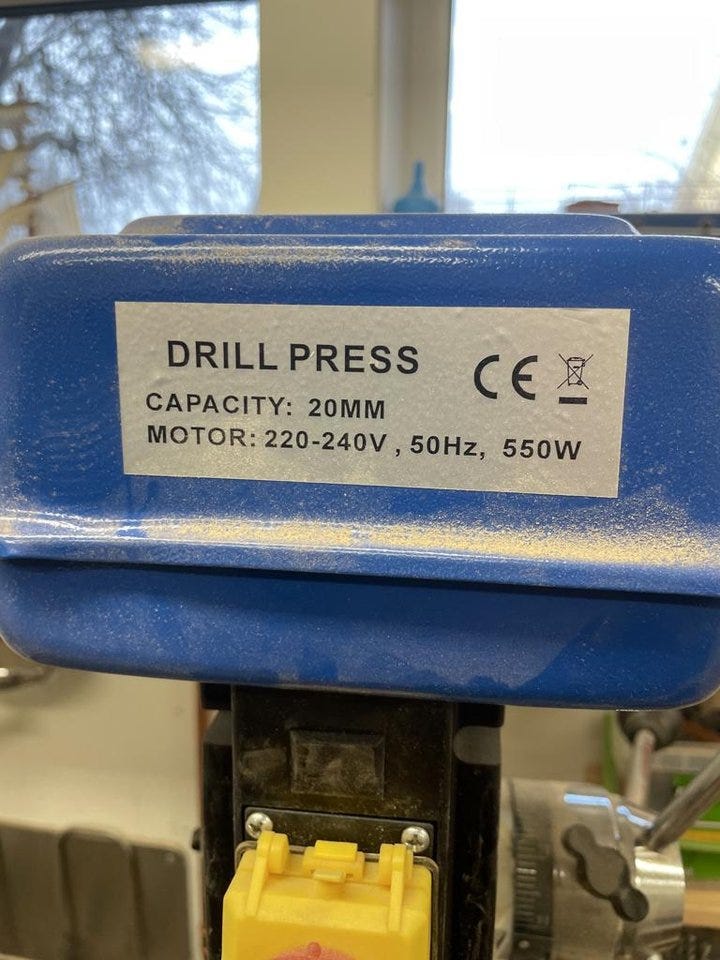 DRILL PRESS
CE
CAPACITY: 20MM
MOTOR: 220-240V, 50Hz, 550W